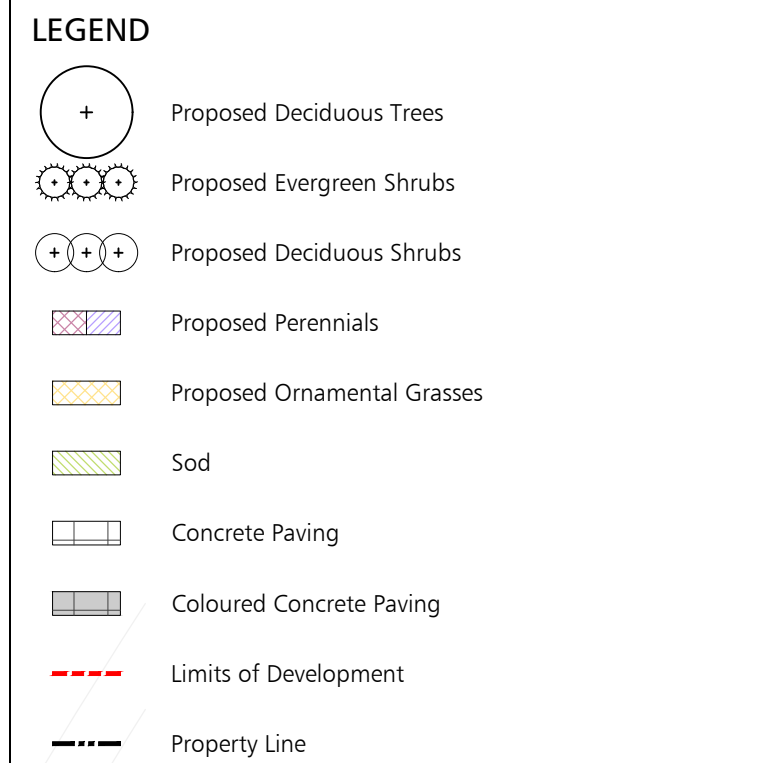 LEGEND
Proposed Deciduous Trees
Proposed Evergreen Shrubs
Proposed Deciduous Shrubs
Proposed Perennials
Proposed Ornamental Grasses
Sod
Concrete Paving
Coloured Concrete Paving
Limits of Development
Property Line